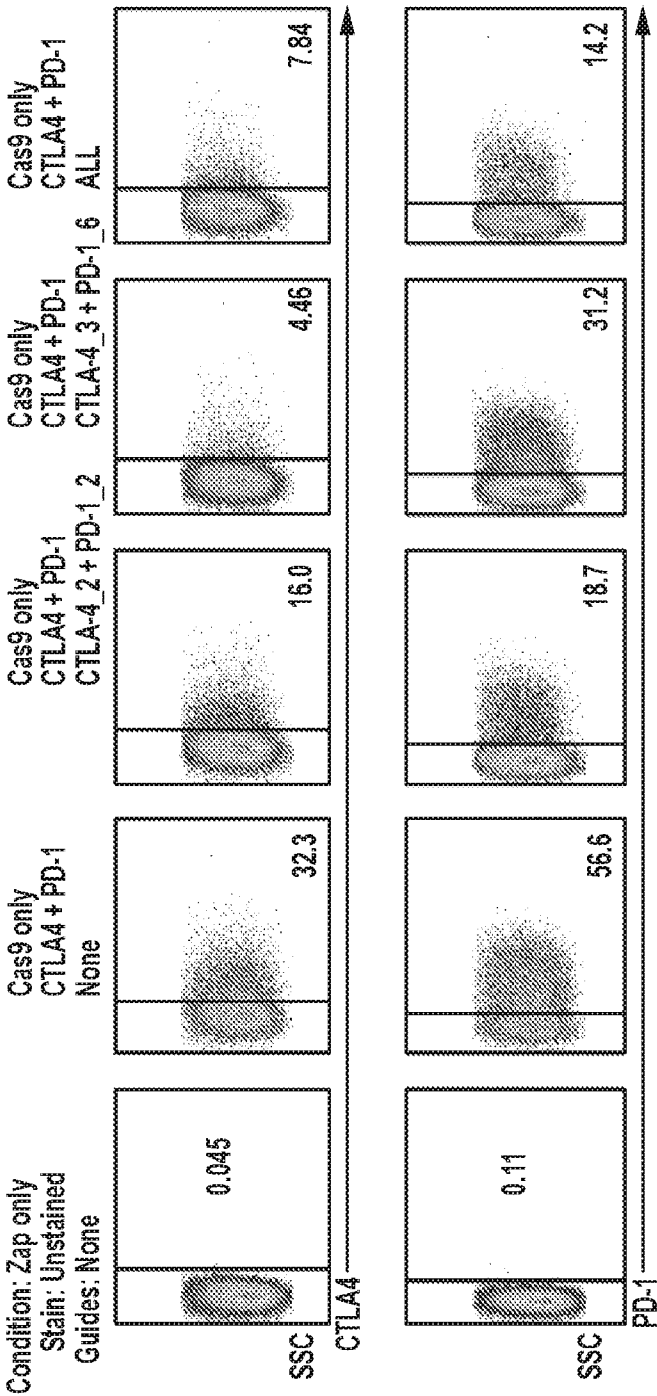 Condition: Zap only
Stain: Unstained
Guides: None
Cas9 only
CTLA4 + PD-1
None
Cas9 only
CTLA4 + PD-1
CTLA-4_2 + PD-1_2
Cas9 only
CTLA4 + PD-1
CTLA-4_3 + PD-1_6
Cas9 only
CTLA4 + PD-1
ALL
0.045
32.3
16.0
4.46
7.84
SSC
CTLA4
0.11
56.6
18.7
31.2
14.2
SSC
PD-1